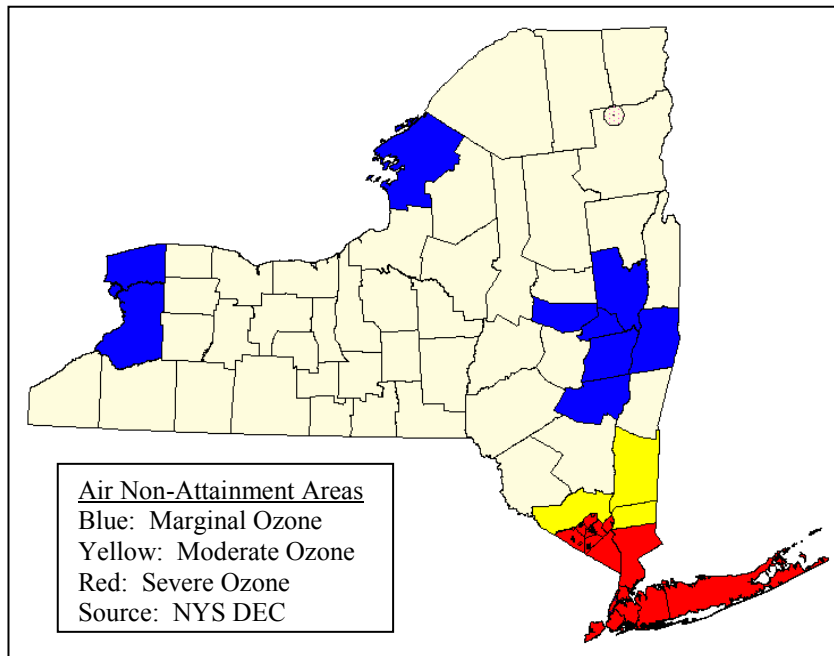 Air Non-Attainment Areas
Blue:  Marginal Ozone
Yellow:  Moderate Ozone
Red:  Severe Ozone
Source:  NYS DEC